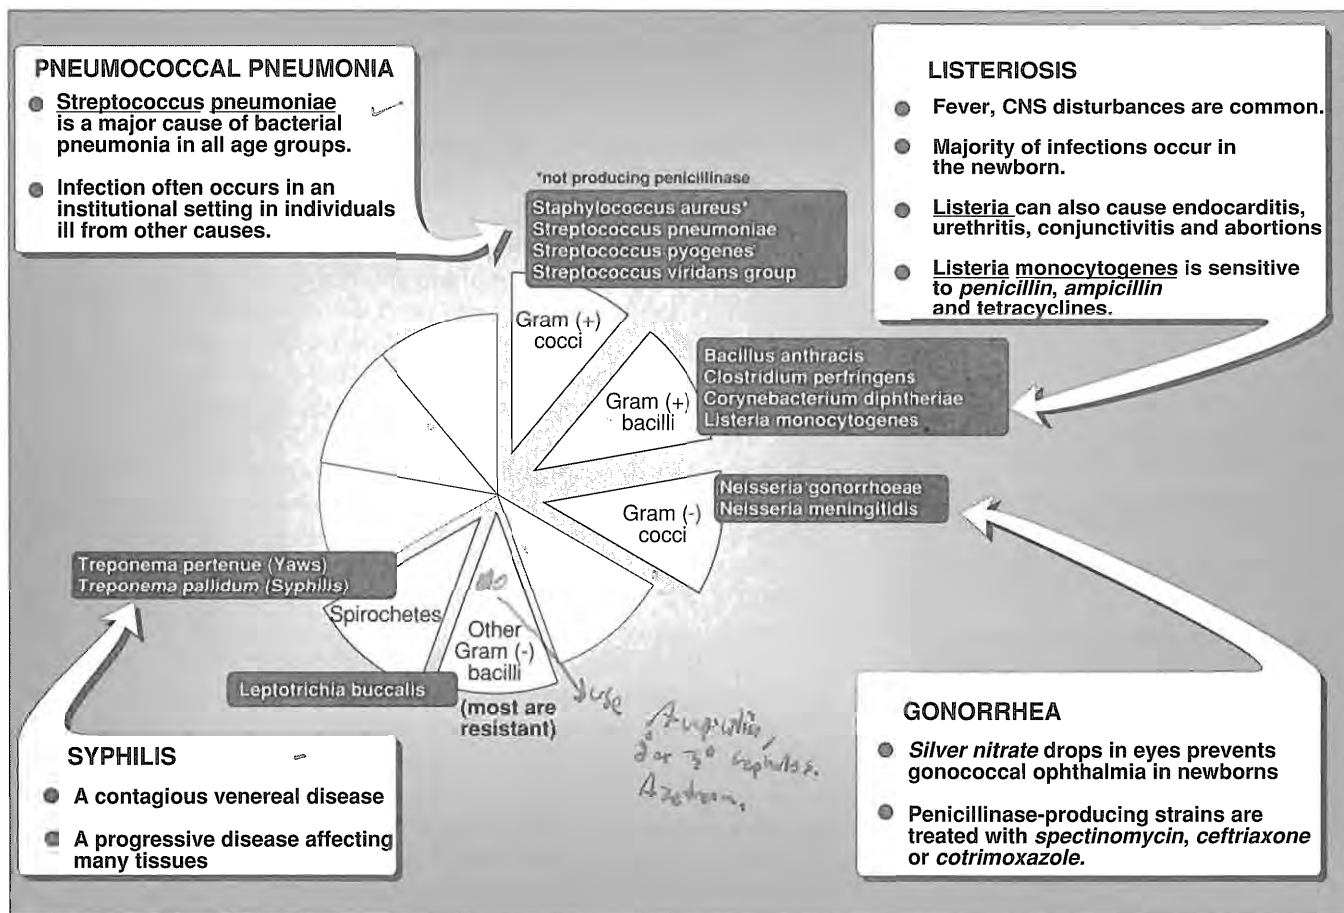 PNEUMOCOCCAL PNEUMONIA
Streptococcus pneumoniae
is a major cause of bacterial
pneumonia in all age groups.
Infection often occurs in an
institutional setting in individuals
ill from other causes.
*not producing penicillinase
Staphylococcus aureus*
Streptococcus pneumoniae
Streptococcus pyogenes
Streptococcus viridans group
LISTERIOSIS
Fever, CNS disturbances are common.
Majority of infections occur in
the newborn.
Listeria can also cause endocarditis,
urethritis, conjunctivitis and abortions
Listeria monocytogenes is sensitive
to penicillin, ampicillin
and tetracyclines.
Gram (+)
cocci
Gram (+)
bacilli
Bacillus anthracis
Clostridium perfringens
Corynebacterium diphtheriae
Listeria monocytogenes
Gram (-)
cocci
Neisseria gonorrhoeae
Neisseria meningitidis
Treponema pertenue (Yaws)
Treponema pallidum (Syphilis)
Spirochetes
Other
Gram (-)
bacilli
(most are
resistant)
Leptotrichia buccalis
use
SYPHILIS
A contagious venereal disease
A progressive disease affecting
many tissues
GONORRHEA
Silver nitrate drops in eyes prevents
gonococcal ophthalmia in newborns
Penicillinase-producing strains are
treated with spectinomycin, ceftriaxone
or cotrimoxazole.